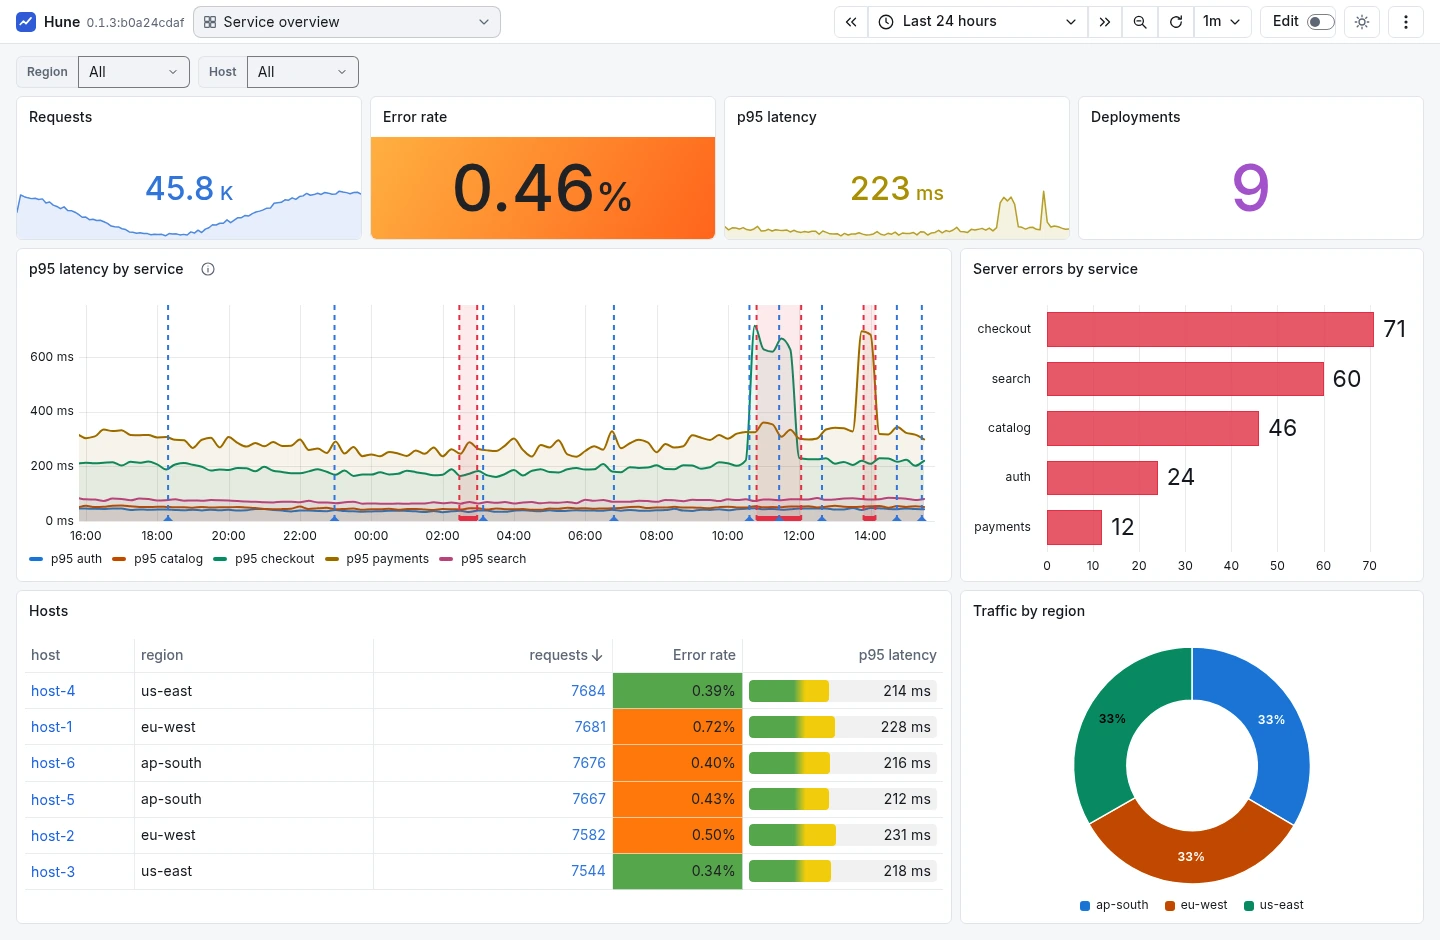 Hune 0.1.3:b0a24cdaf Service overview Last 24 hours 1m Edit
Region All Host All
Requests
45.8 K
Error rate
0.46%
p95 latency
223 ms
Deployments
9
p95 latency by service
600 ms
400 ms
200 ms
0 ms
16:00 18:00 20:00 22:00 00:00 02:00 04:00 06:00 08:00 10:00 12:00 14:00
p95 auth p95 catalog p95 checkout p95 payments p95 search
Server errors by service
checkout 71
search 60
catalog 46
auth 24
payments 12
0 10 20 30 40 50 60 70
Hosts
host region requests Error rate p95 latency
host-4 us-east 7684 0.39% 214 ms
host-1 eu-west 7681 0.72% 228 ms
host-6 ap-south 7676 0.40% 216 ms
host-5 ap-south 7667 0.43% 212 ms
host-2 eu-west 7582 0.50% 231 ms
host-3 us-east 7544 0.34% 218 ms
Traffic by region
33% 33%
33%
ap-south eu-west us-east